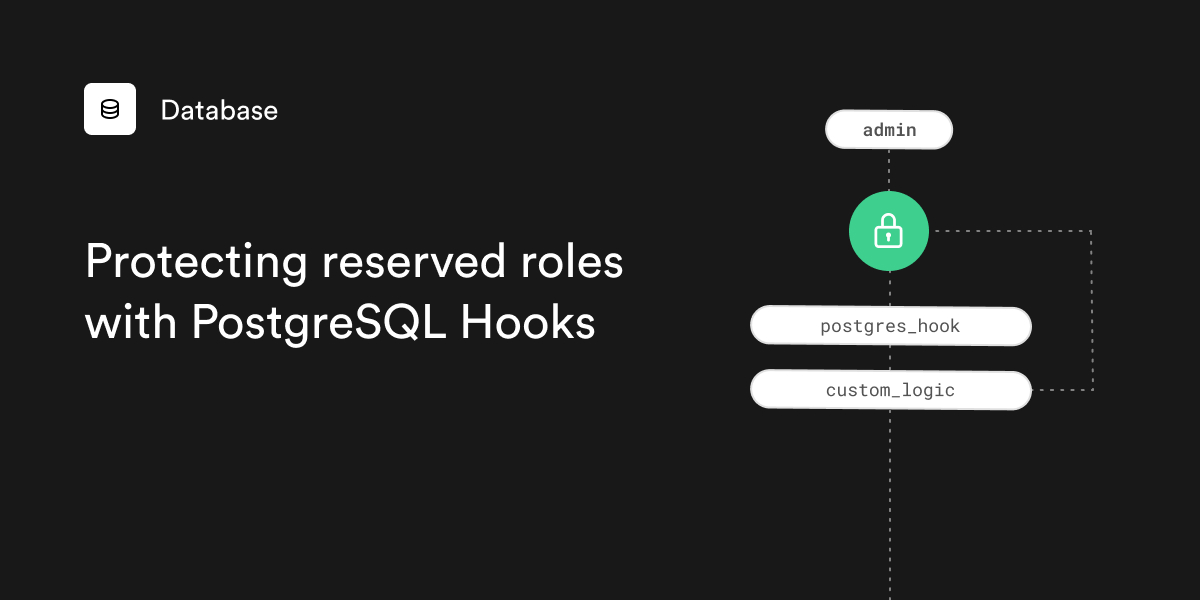 Database
Protecting reserved roles
with PostgreSQL Hooks
admin
postgres_hook
custom_logic